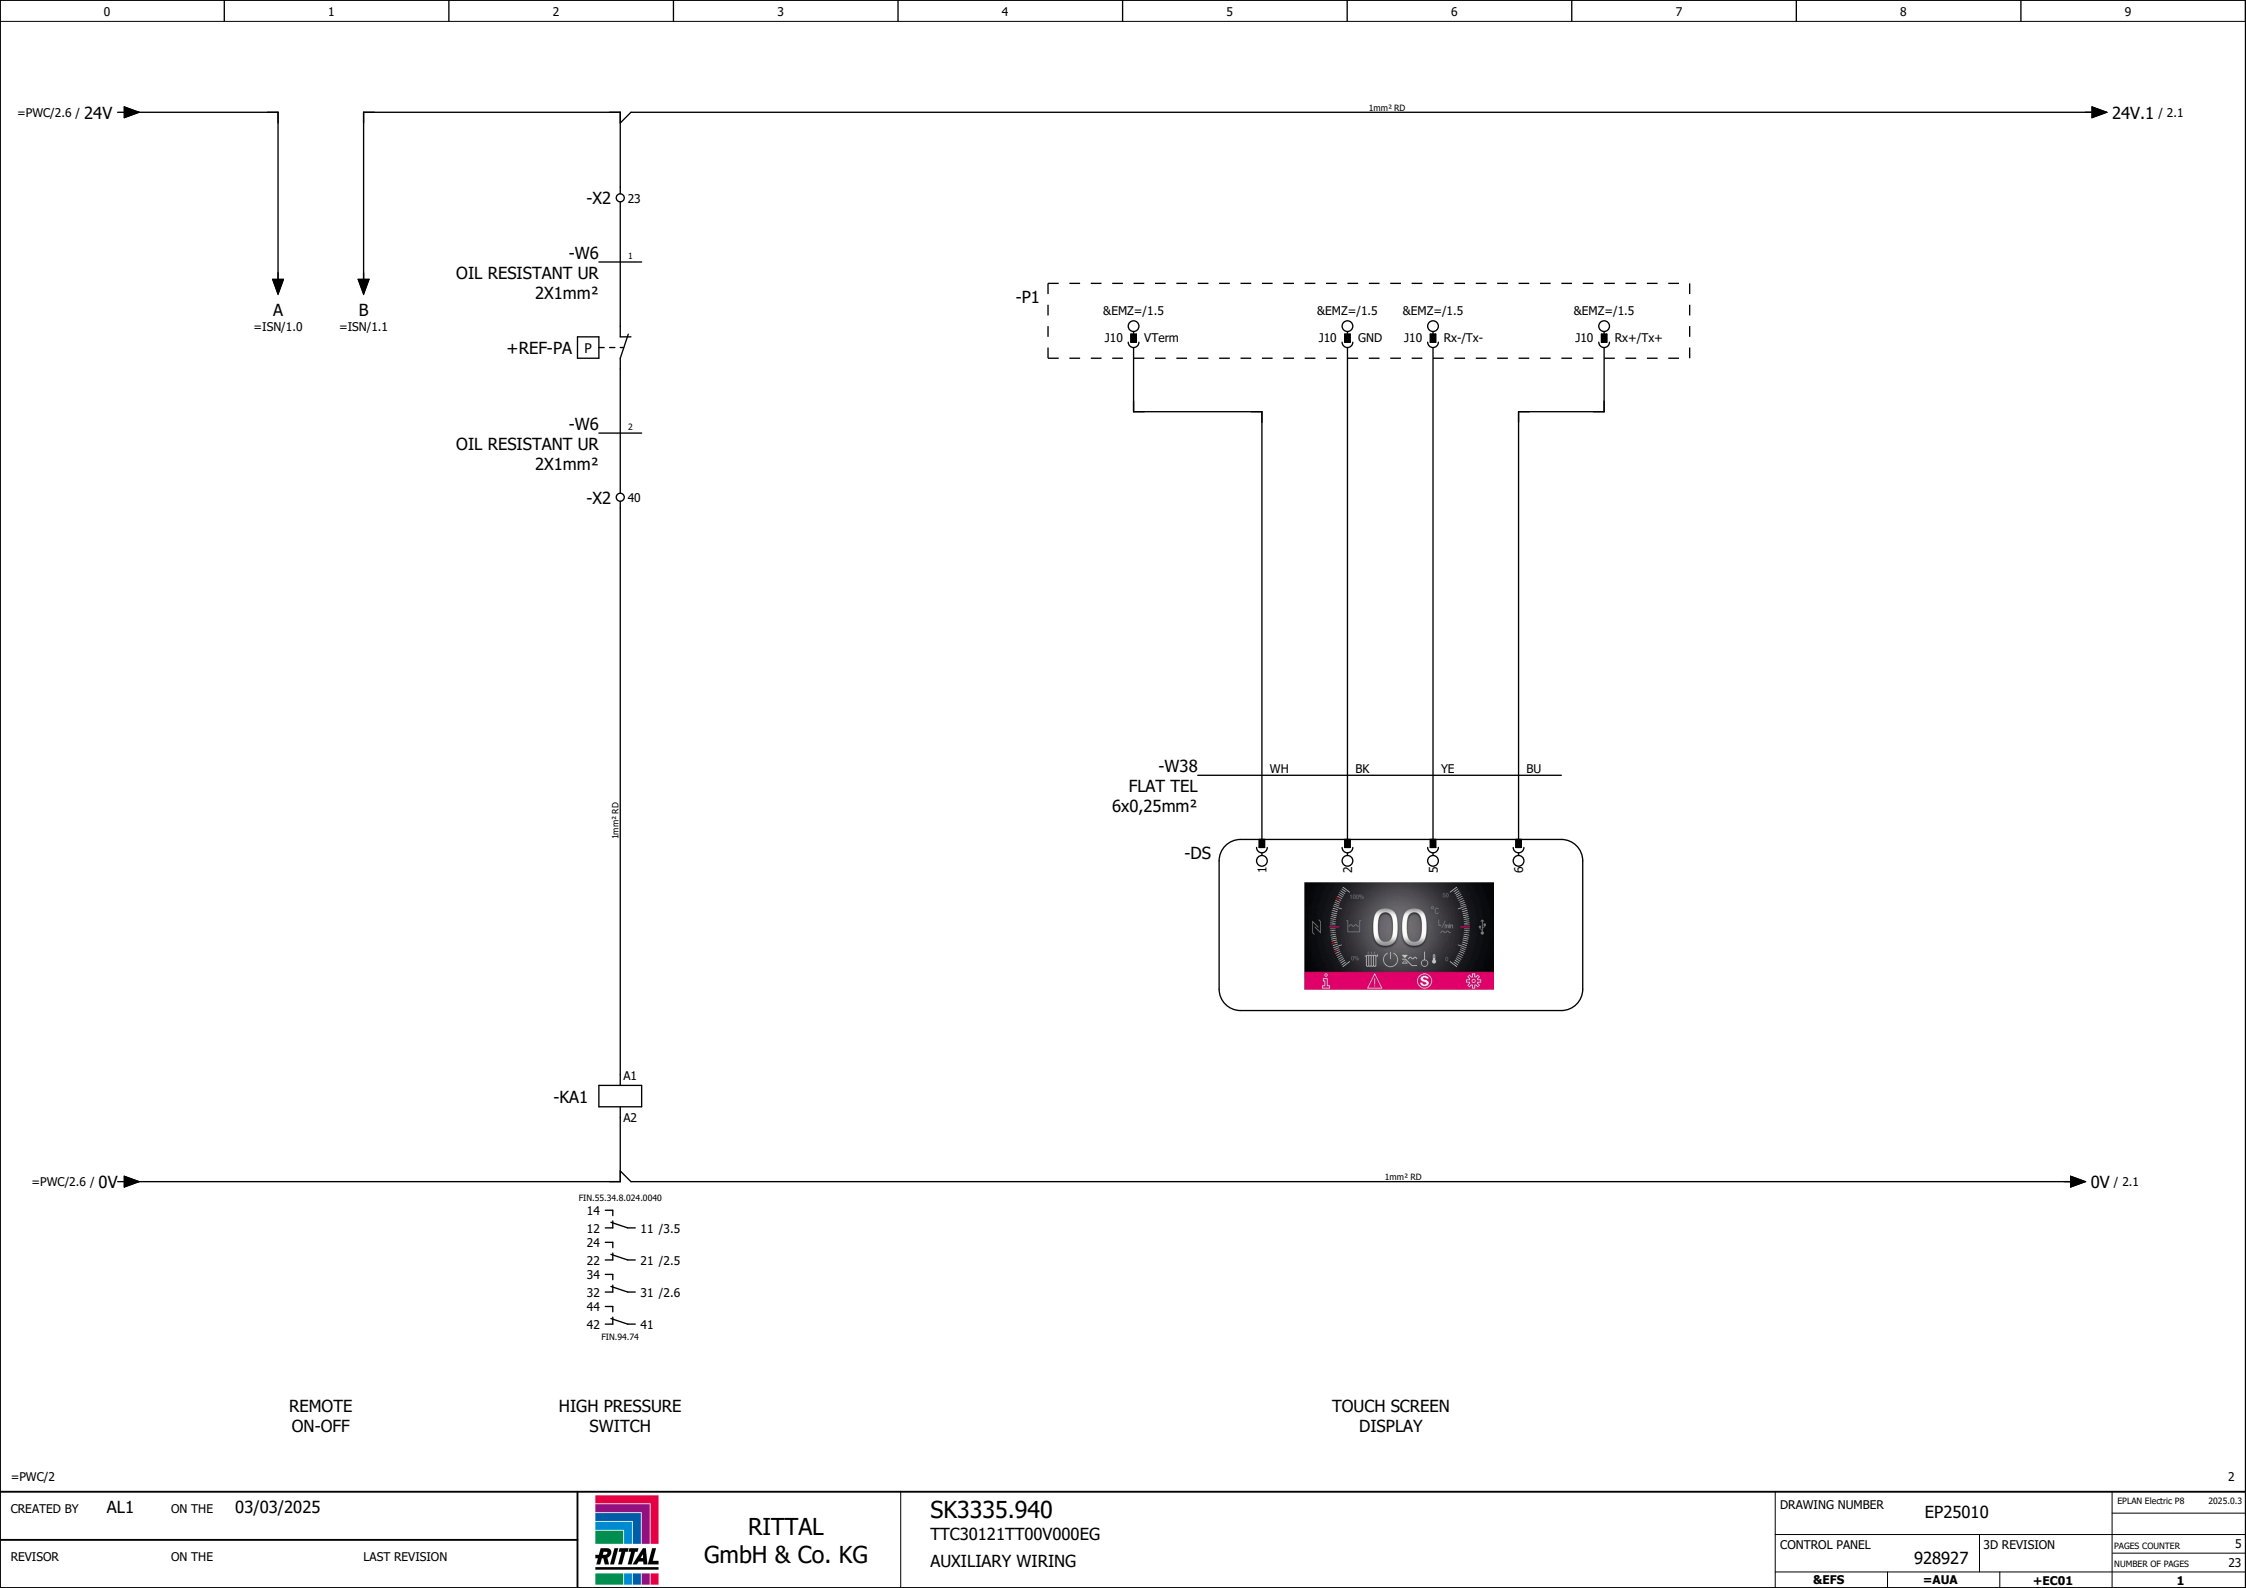 0 1 2 3 4 5 6 7 8 9
=PWC/2.6 / 24V
1mm² RD
24V.1 / 2.1
-X2 23
-W6 1
OIL RESISTANT UR
2X1mm²
A
=ISN/1.0
B
=ISN/1.1
+REF-PA P
-W6 2
OIL RESISTANT UR
2X1mm²
-X2 40
-P1
&EMZ=/1.5 &EMZ=/1.5 &EMZ=/1.5 &EMZ=/1.5
J10 VTerm J10 GND J10 Rx-/Tx- J10 Rx+/Tx+
-W38 WH BK YE BU
FLAT TEL
6x0,25mm²
1mm² RD
-DS
1 2 5 6
100% 50
00 °C
L/min
0% 0
i S
A1
-KA1
A2
=PWC/2.6 / 0V
1mm² RD
0V / 2.1
FIN.55.34.8.024.0040
14
12 11 /3.5
24
22 21 /2.5
34
32 31 /2.6
44
42 41
FIN.94.74
REMOTE
ON-OFF
HIGH PRESSURE
SWITCH
TOUCH SCREEN
DISPLAY
=PWC/2
2
CREATED BY AL1 ON THE 03/03/2025
REVISOR ON THE LAST REVISION
RITTAL
RITTAL
GmbH & Co. KG
SK3335.940
TTC30121TT00V000EG
AUXILIARY WIRING
DRAWING NUMBER EP25010
EPLAN Electric P8 2025.0.3
CONTROL PANEL 928927
3D REVISION
PAGES COUNTER 5
NUMBER OF PAGES 23
&EFS =AUA +EC01 1